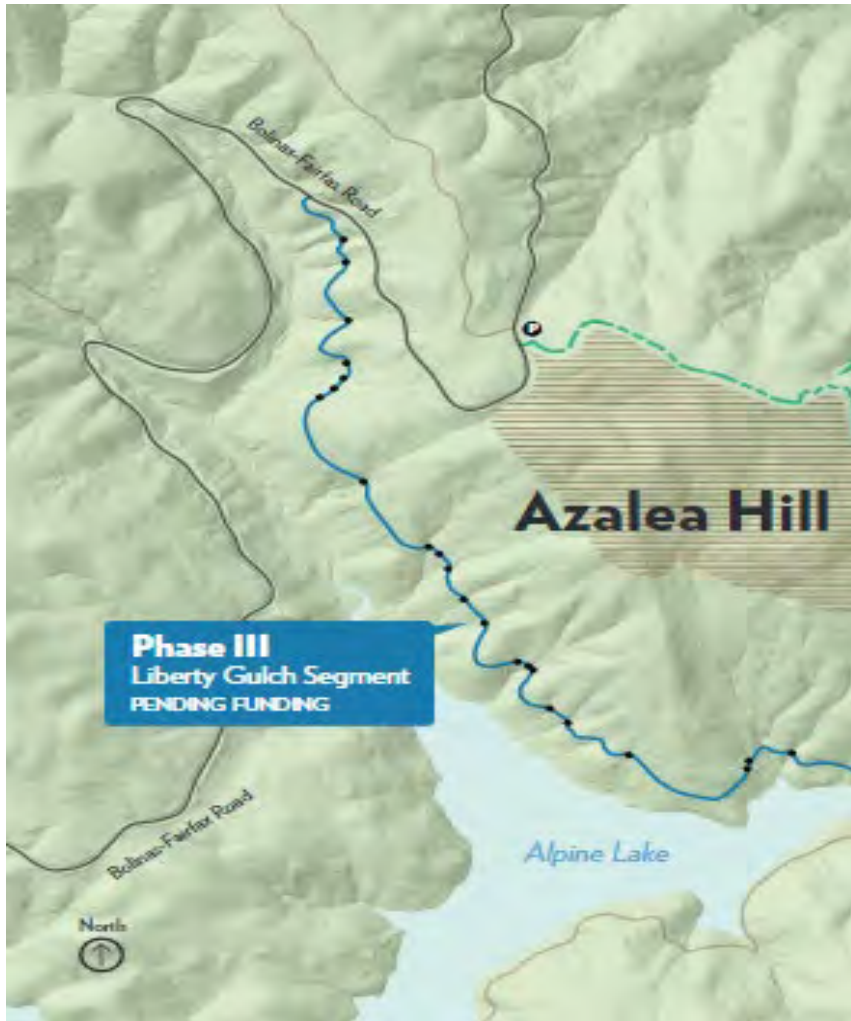 Bolinas-Fairfax Road
P
Azalea Hill
Phase III
Liberty Gulch Segment
PENDING FUNDING
Bolinas-Fairfax Road
Alpine Lake
North